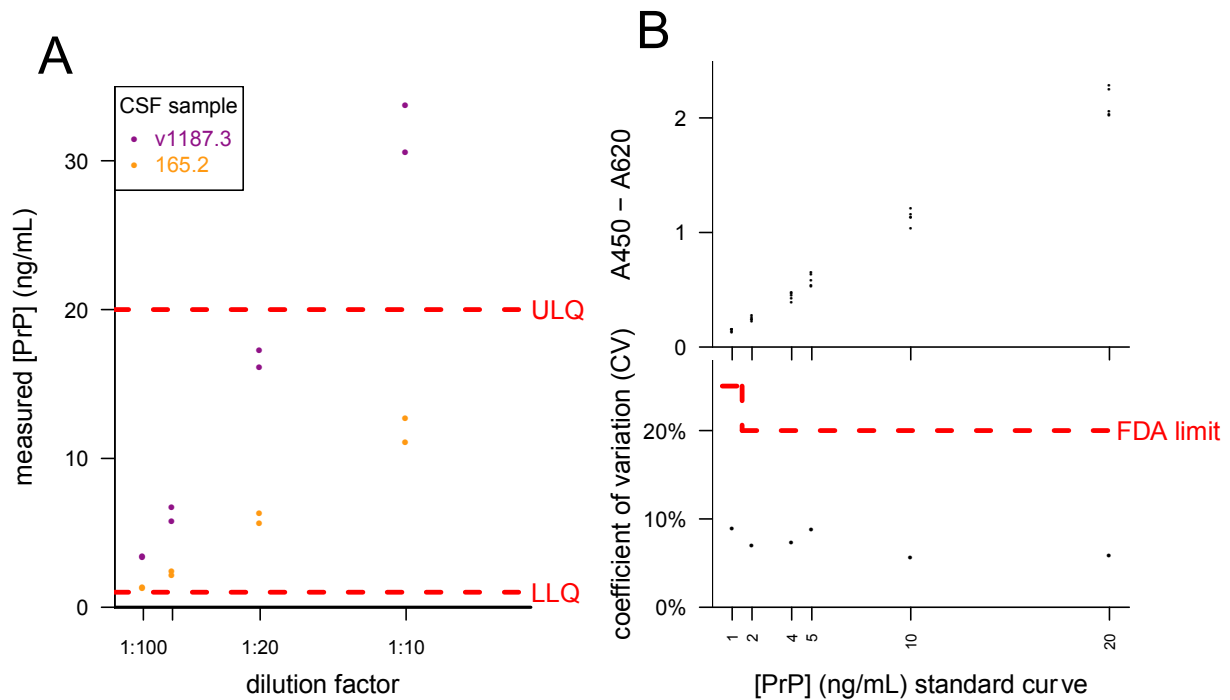 A
CSF sample
v1187.3
165.2
measured [PrP] (ng/mL)
30
20
10
0
ULQ
LLQ
1:100
1:20
1:10
dilution factor
B
A450 − A620
2
1
0
coefficient of variation (CV)
20%
10%
0%
FDA limit
1
2
4
5
10
20
[PrP] (ng/mL) standard curve